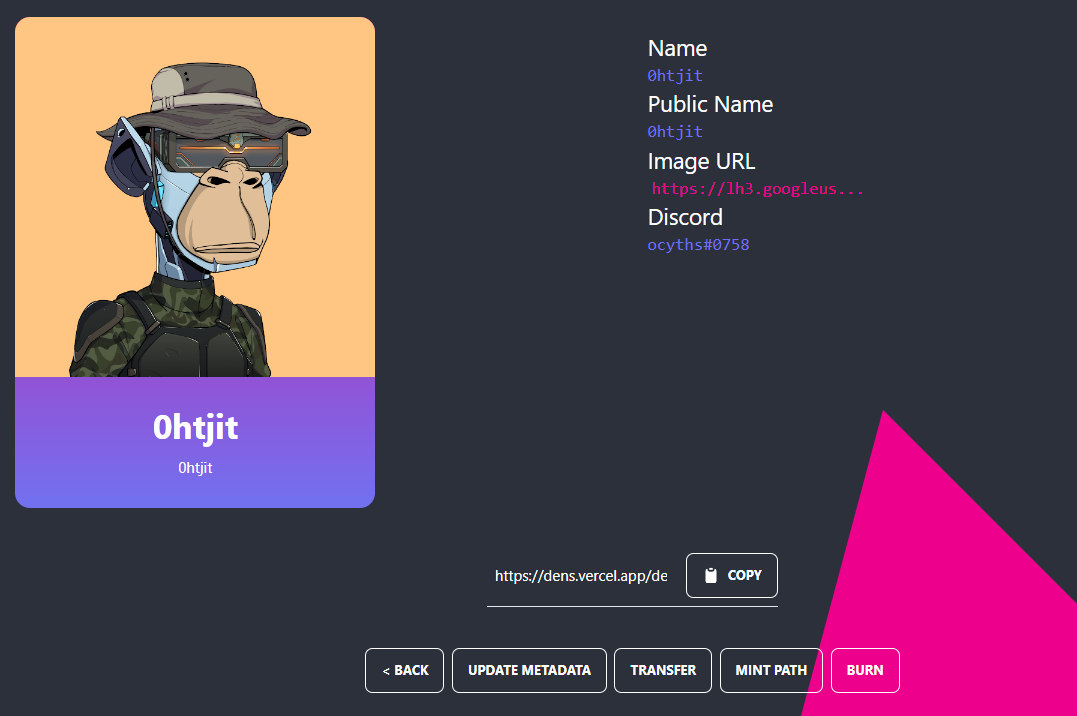 Name
0htjit
Public Name
0htjit
Image URL
https://lh3.googleus...
Discord
ocyths#0758
0htjit
0htjit
https://dens.vercel.app/de
COPY
< BACK
UPDATE METADATA
TRANSFER
MINT PATH
BURN